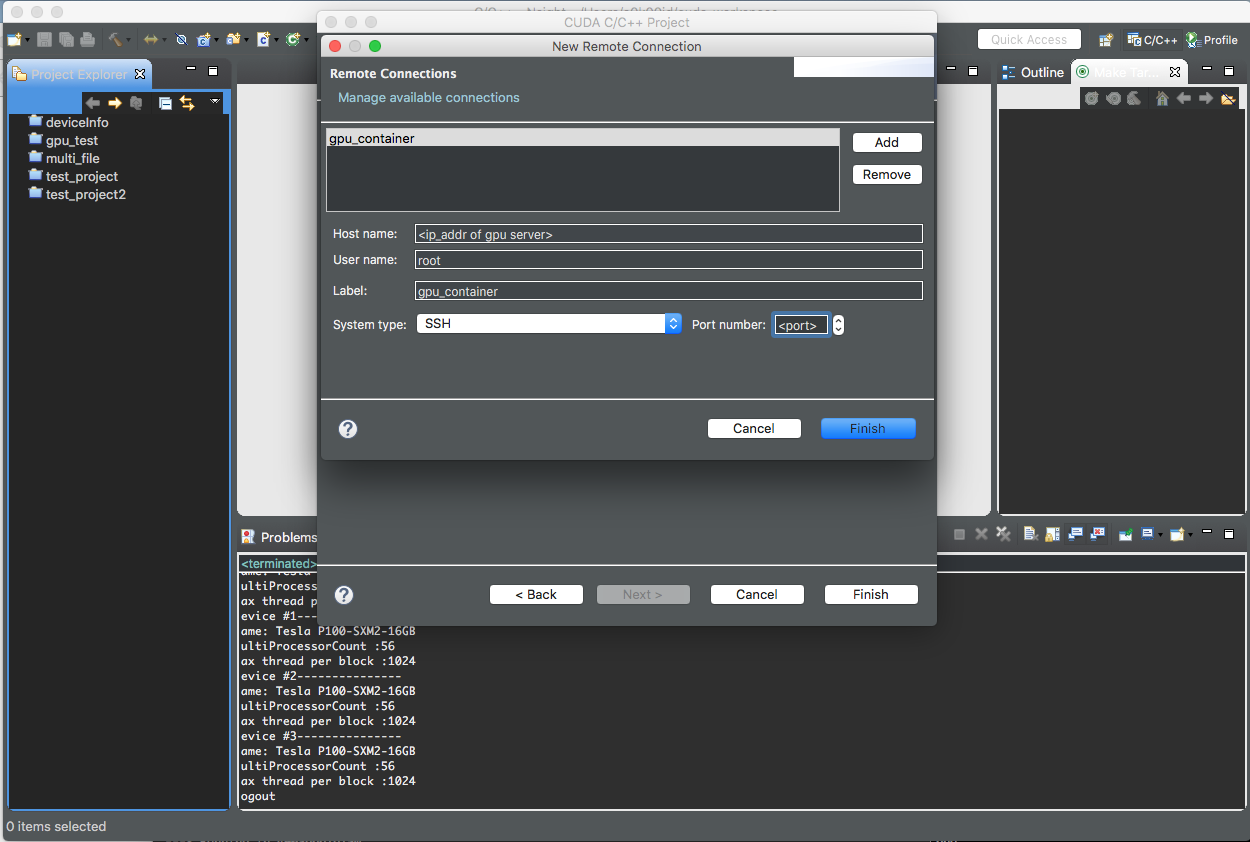 CUDA C/C++ Project
New Remote Connection
Quick Access
C/C++
Profile
Project Explorer
Outline
Make Tar...
deviceInfo
gpu_test
multi_file
test_project
test_project2
Remote Connections
Manage available connections
gpu_container
Add
Remove
Host name:
<ip_addr of gpu server>
User name:
root
Label:
gpu_container
System type:
SSH
Port number:
<port>
Cancel
Finish
< Back
Next >
Cancel
Finish
Problems
<terminated>
ame: Tesla
ultiProcess
ax thread p
evice #1---
ame: Tesla P100-SXM2-16GB
ultiProcessorCount :56
ax thread per block :1024
evice #2---------------
ame: Tesla P100-SXM2-16GB
ultiProcessorCount :56
ax thread per block :1024
evice #3---------------
ame: Tesla P100-SXM2-16GB
ultiProcessorCount :56
ax thread per block :1024
ogout
0 items selected